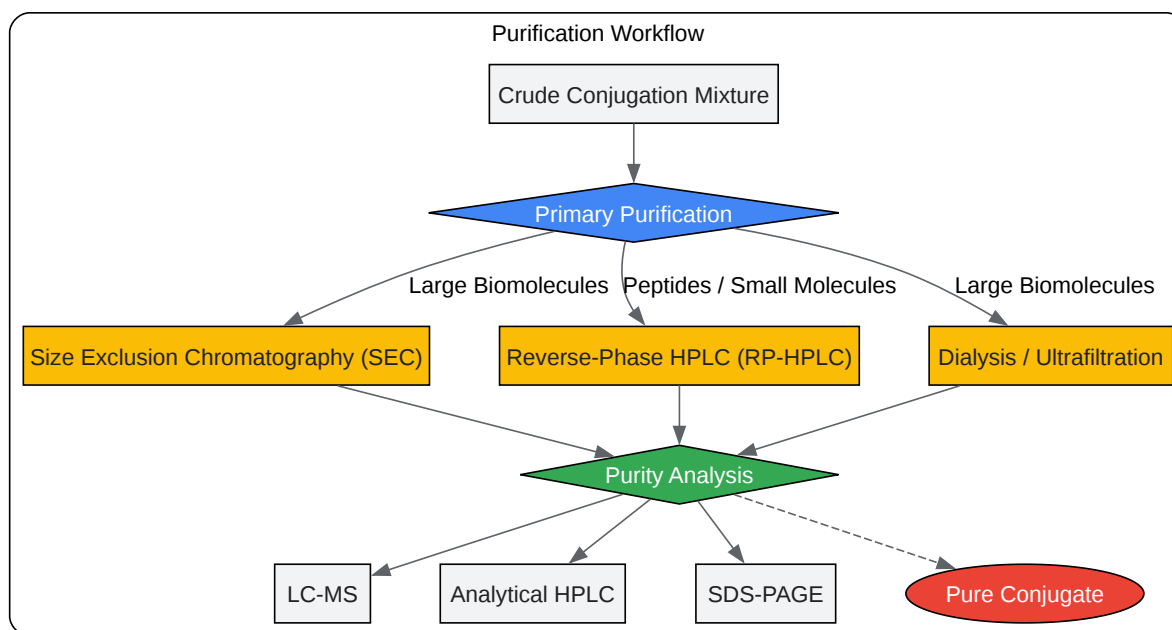 Purification Workflow
Crude Conjugation Mixture
Primary Purification
Large Biomolecules
Peptides / Small Molecules
Large Biomolecules
Size Exclusion Chromatography (SEC)
Reverse-Phase HPLC (RP-HPLC)
Dialysis / Ultrafiltration
Purity Analysis
LC-MS
Analytical HPLC
SDS-PAGE
Pure Conjugate